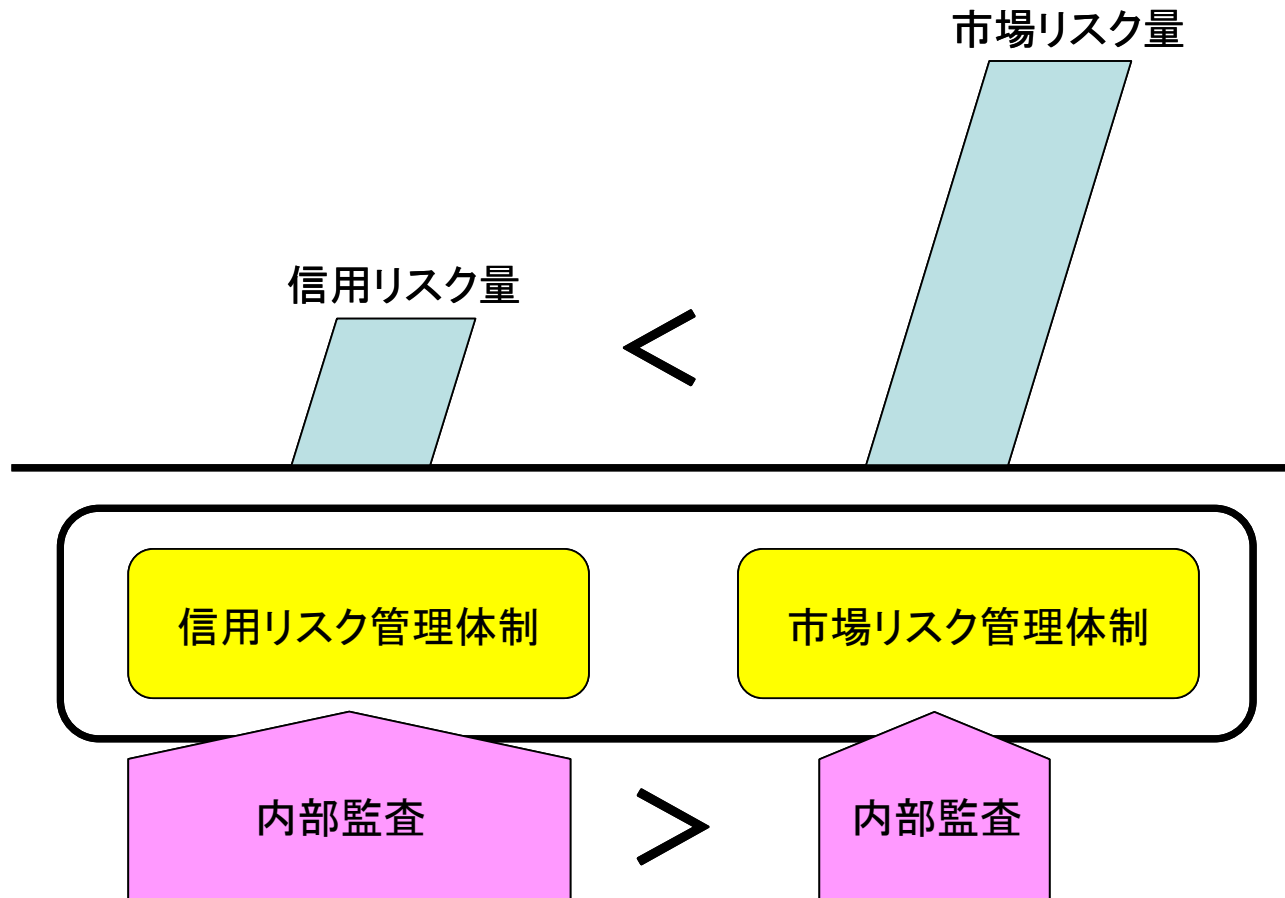 市場リスク量
信用リスク量
＜
信用リスク管理体制
市場リスク管理体制
内部監査
＞
内部監査